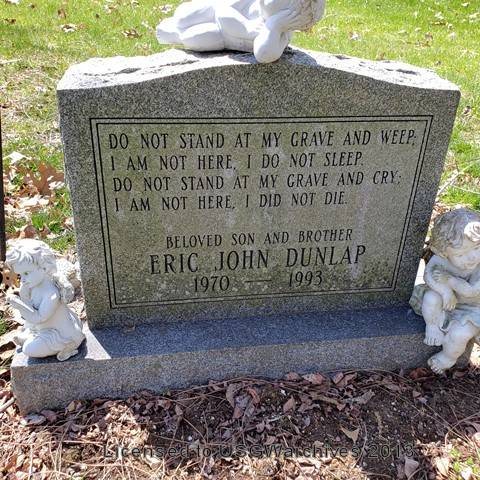 DO NOT STAND AT MY GRAVE AND WEEP;
I AM NOT HERE, I DO NOT SLEEP.
DO NOT STAND AT MY GRAVE AND CRY;
I AM NOT HERE, I DID NOT DIE.
BELOVED SON AND BROTHER
ERIC JOHN DUNLAP
1970 — 1993
Licensed to USGWarchives 2013